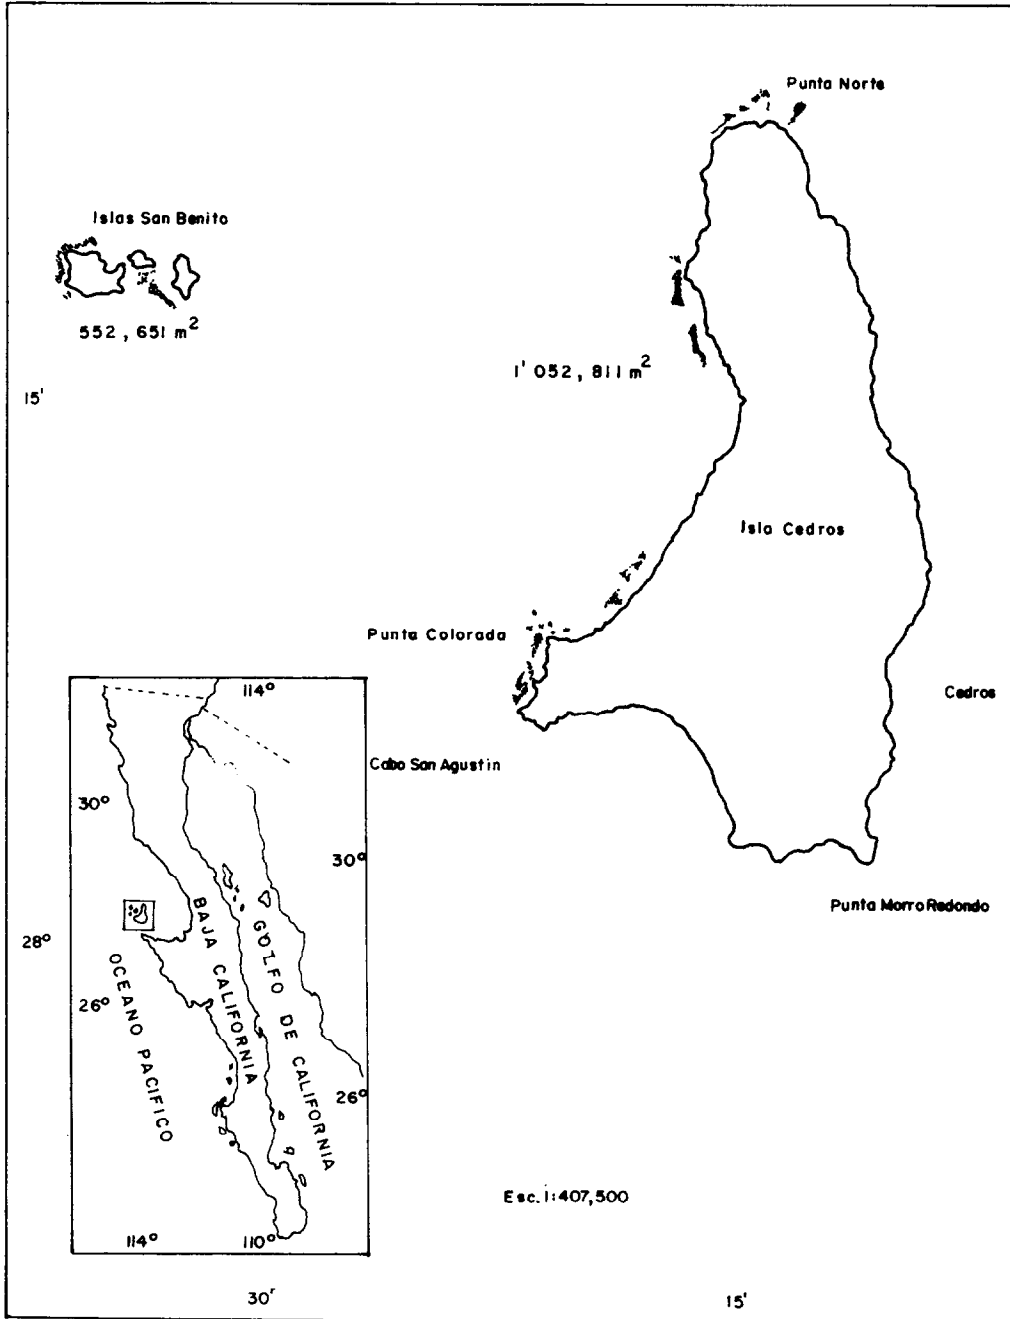 Punta Norte
Islas San Benito
552, 651 m²
1' 052, 811 m²
15'
Isla Cedros
Punta Colorada
Cedros
Cabo San Agustin
Punta Morro Redondo
28°
114°
30°
30°
BAJA CALIFORNIA
GOLFO DE CALIFORNIA
OCEANO PACIFICO
26°
26°
114°
110°
Esc. 1:407,500
30'
15'